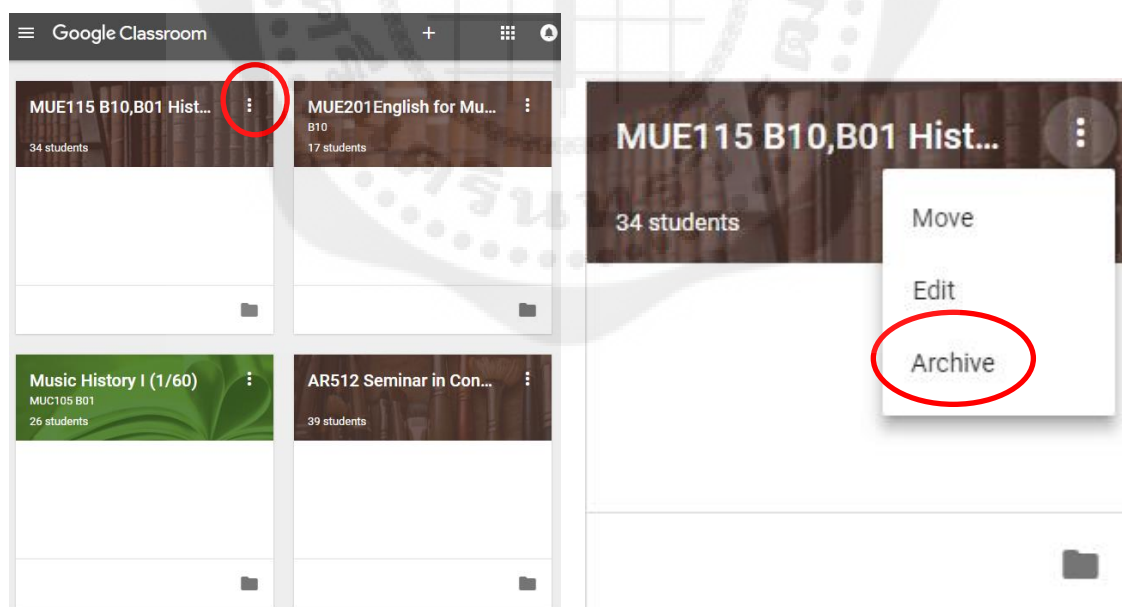 Google Classroom
MUE115 B10,B01 Hist...
34 students
MUE201English for Mu...
B10
17 students
Music History I (1/60)
MUC105 B01
26 students
AR512 Seminar in Con...
39 students
MUE115 B10,B01 Hist...
34 students
Move
Edit
Archive